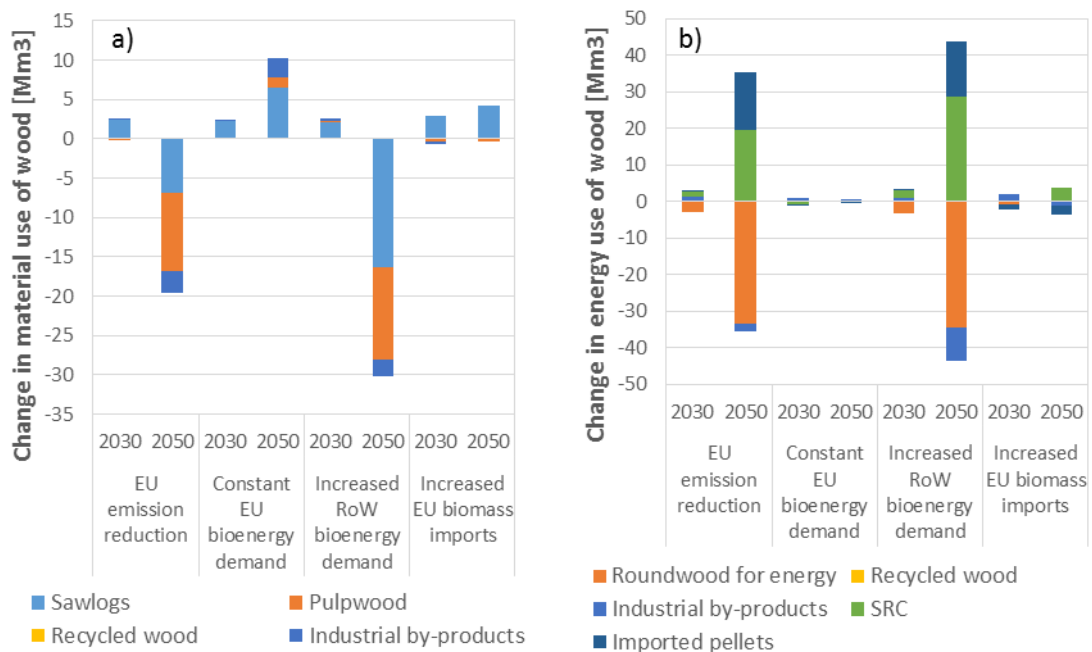 a)
Change in material use of wood [Mm3]
15
10
5
0
-5
-10
-15
-20
-25
-30
-35
2030 2050 2030 2050 2030 2050 2030 2050
EU emission reduction
Constant EU bioenergy demand
Increased RoW bioenergy demand
Increased EU biomass imports
Sawlogs
Pulpwood
Recycled wood
Industrial by-products
b)
Change in energy use of wood [Mm3]
50
40
30
20
10
0
-10
-20
-30
-40
-50
2030 2050 2030 2050 2030 2050 2030 2050
EU emission reduction
Constant EU bioenergy demand
Increased RoW bioenergy demand
Increased EU biomass imports
Roundwood for energy
Recycled wood
Industrial by-products
SRC
Imported pellets